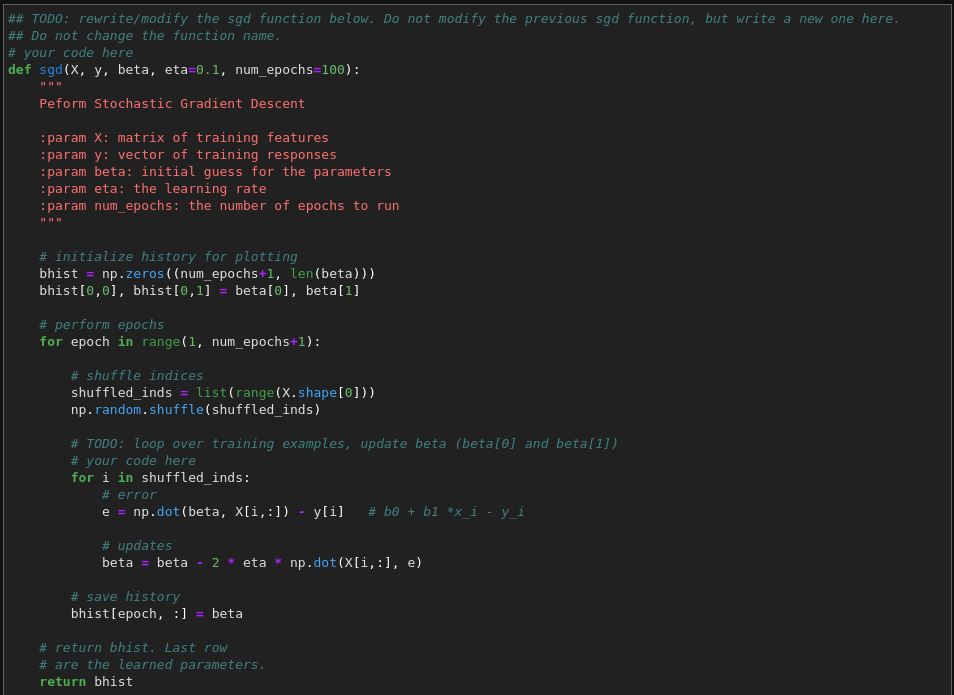 ## TODO: rewrite/modify the sgd function below. Do not modify the previous sgd function, but write a new one here.
## Do not change the function name.
# your code here
def sgd(X, y, beta, eta=0.1, num_epochs=100):
    """
    Peform Stochastic Gradient Descent

    :param X: matrix of training features
    :param y: vector of training responses
    :param beta: initial guess for the parameters
    :param eta: the learning rate
    :param num_epochs: the number of epochs to run
    """

    # initialize history for plotting
    bhist = np.zeros((num_epochs+1, len(beta)))
    bhist[0,0], bhist[0,1] = beta[0], beta[1]

    # perform epochs
    for epoch in range(1, num_epochs+1):

        # shuffle indices
        shuffled_inds = list(range(X.shape[0]))
        np.random.shuffle(shuffled_inds)

        # TODO: loop over training examples, update beta (beta[0] and beta[1])
        # your code here
        for i in shuffled_inds:
            # error
            e = np.dot(beta, X[i,:]) - y[i]   # b0 + b1 *x_i - y_i

            # updates
            beta = beta - 2 * eta * np.dot(X[i,:], e)

        # save history
        bhist[epoch, :] = beta

    # return bhist. Last row
    # are the learned parameters.
    return bhist